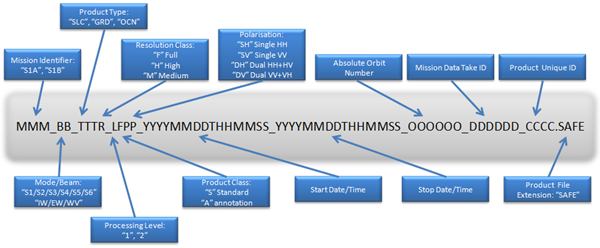 Product Type:
"SLC", "GRD", "OCN"
Resolution Class:
"F" Full
"H" High
"M" Medium
Polarisation:
"SH" Single HH
"SV" Single VV
"DH" Dual HH+HV
"DV" Dual VV+VH
Mission Identifier:
"S1A", "S1B"
Absolute Orbit
Number
Mission Data Take ID
Product Unique ID
MMM_BB_TTTR_LFPP_YYYYMMDDTHHMMSS_YYYYMMDDTHHMMSS_OOOOOO_DDDDDD_CCCC.SAFE
Mode/Beam:
"S1/S2/S3/S4/S5/S6"
"IW/EW/WV"
Product Class:
"S" Standard
"A" annotation
Start Date/Time
Stop Date/Time
Product File
Extension: "SAFE"
Processing Level:
"1", "2"